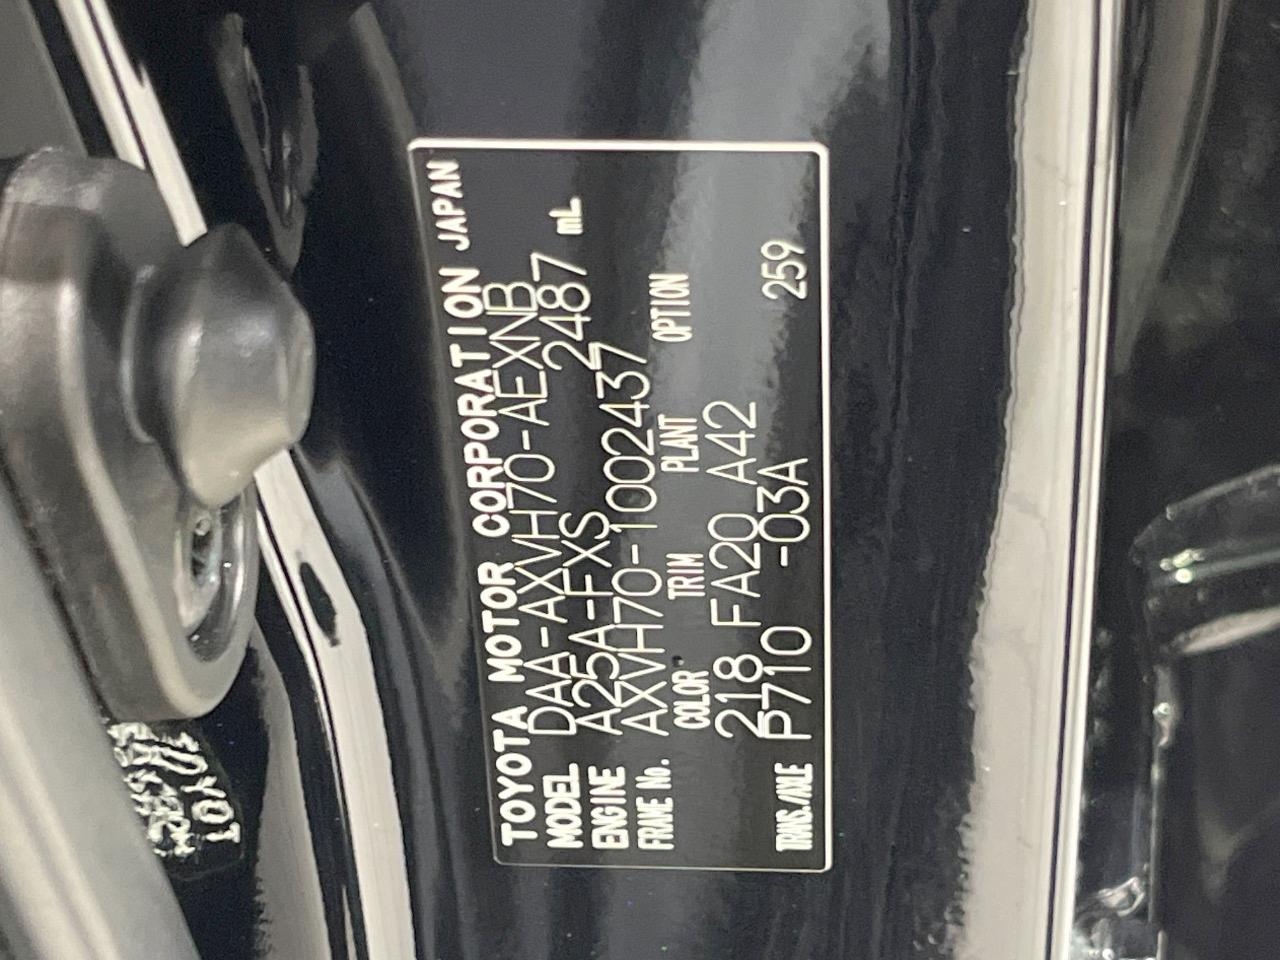 TOYOTA MOTOR CORPORATION JAPAN
MODEL DAA-AXVH70-AEXNB
ENGINE A25A-FXS 2487 mL
FRAME No. AXVH70-1002437
COLOR TRIM PLANT OPTION
218 FA20 A42
TRANS./AXLE P710 -03A 259